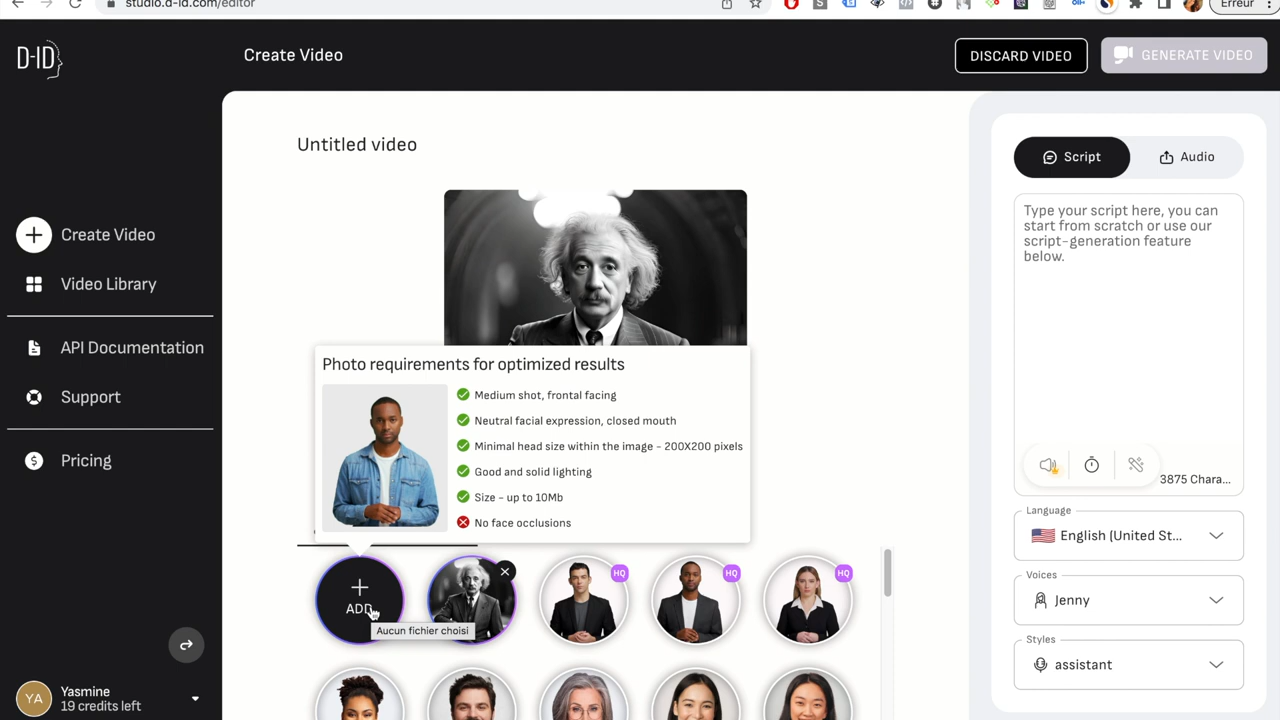 studio.d-id.com/editor
Erreur
D-ID
Create Video
DISCARD VIDEO
GENERATE VIDEO
Untitled video
Script
Audio
Type your script here, you can
start from scratch or use our
script-generation feature
below.
Create Video
Video Library
API Documentation
Support
Pricing
Photo requirements for optimized results
Medium shot, frontal facing
Neutral facial expression, closed mouth
Minimal head size within the image - 200X200 pixels
Good and solid lighting
Size - up to 10Mb
No face occlusions
3875 Chara...
Language
English (United St...
Voices
Jenny
Styles
assistant
ADD
Aucun fichier choisi
HQ
HQ
HQ
YA
Yasmine
19 credits left